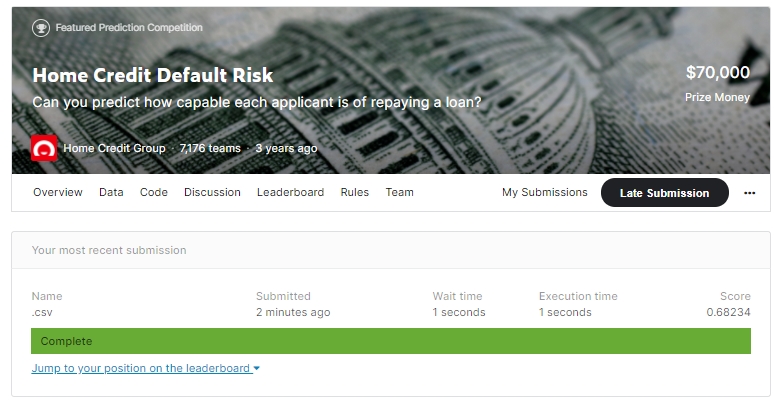 Featured Prediction Competition
Home Credit Default Risk
$70,000
Can you predict how capable each applicant is of repaying a loan?
Prize Money
Home Credit Group · 7,176 teams · 3 years ago
Overview Data Code Discussion Leaderboard Rules Team My Submissions Late Submission ...
Your most recent submission
Name Submitted Wait time Execution time Score
.csv 2 minutes ago 1 seconds 1 seconds 0.68234
Complete
Jump to your position on the leaderboard